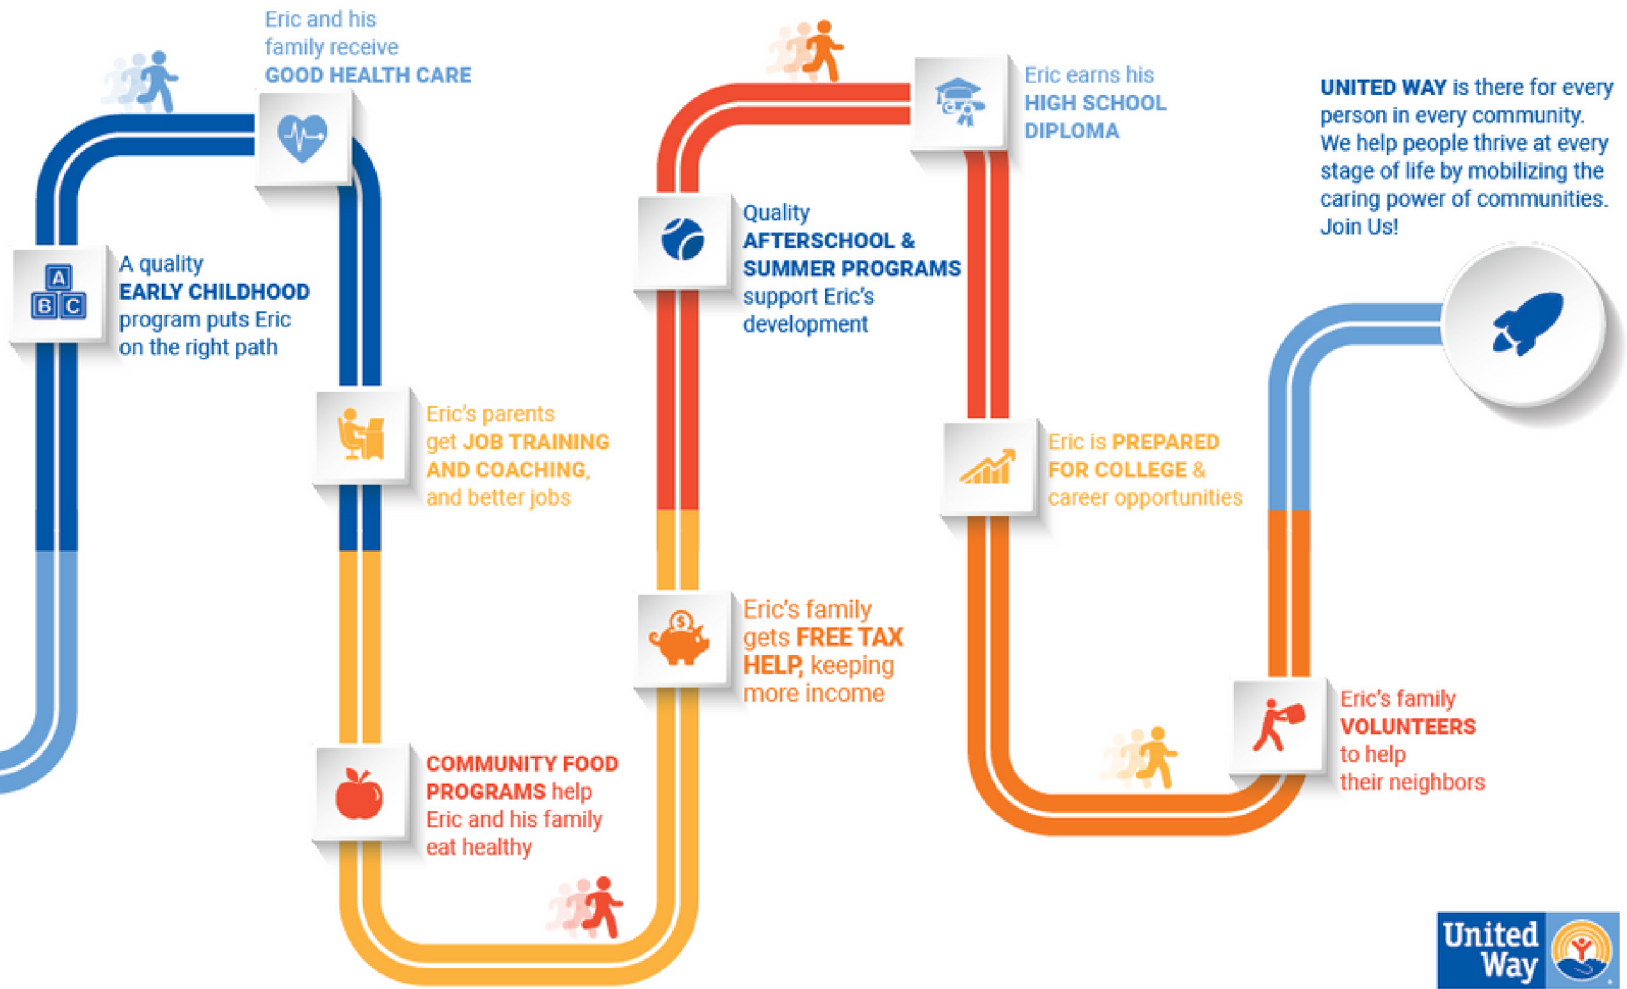 Eric and his
family receive
GOOD HEALTH CARE
A quality
EARLY CHILDHOOD
program puts Eric
on the right path
A
B C
Eric's parents
get JOB TRAINING
AND COACHING,
and better jobs
COMMUNITY FOOD
PROGRAMS help
Eric and his family
eat healthy
Eric's family
gets FREE TAX
HELP, keeping
more income
$
Quality
AFTERSCHOOL &
SUMMER PROGRAMS
support Eric's
development
Eric earns his
HIGH SCHOOL
DIPLOMA
Eric is PREPARED
FOR COLLEGE &
career opportunities
Eric's family
VOLUNTEERS
to help
their neighbors
UNITED WAY is there for every
person in every community.
We help people thrive at every
stage of life by mobilizing the
caring power of communities.
Join Us!
United
Way